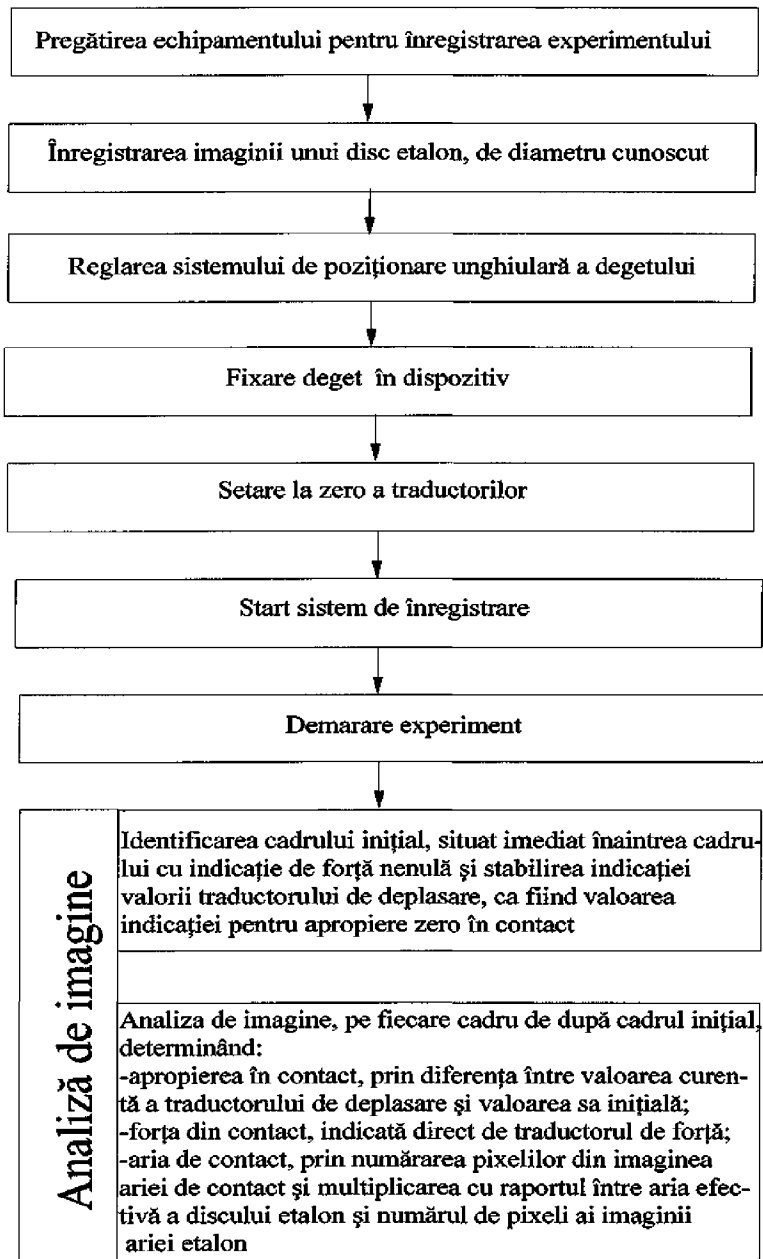 Pregătirea echipamentului pentru înregistrarea experimentului
Înregistrarea imaginii unui disc etalon, de diametru cunoscut
Reglarea sistemului de poziționare unghiulară a degetului
Fixare deget în dispozitiv
Setare la zero a traductorilor
Start sistem de înregistrare
Demarare experiment
Analiză de imagine
Identificarea cadrului inițial, situat imediat înaintea cadru-
lui cu indicație de forță nenulă și stabilirea indicației
valorii traductorului de deplasare, ca fiind valoarea
indicației pentru apropiere zero în contact
Analiza de imagine, pe fiecare cadru de după cadrul inițial,
determinând:
-apropierea în contact, prin diferența între valoarea curen-
tă a traductorului de deplasare și valoarea sa inițială;
-forța din contact, indicată direct de traductorul de forță;
-aria de contact, prin numărarea pixelilor din imaginea
ariei de contact și multiplicarea cu raportul între aria efec-
tivă a discului etalon și numărul de pixeli ai imaginii
ariei etalon